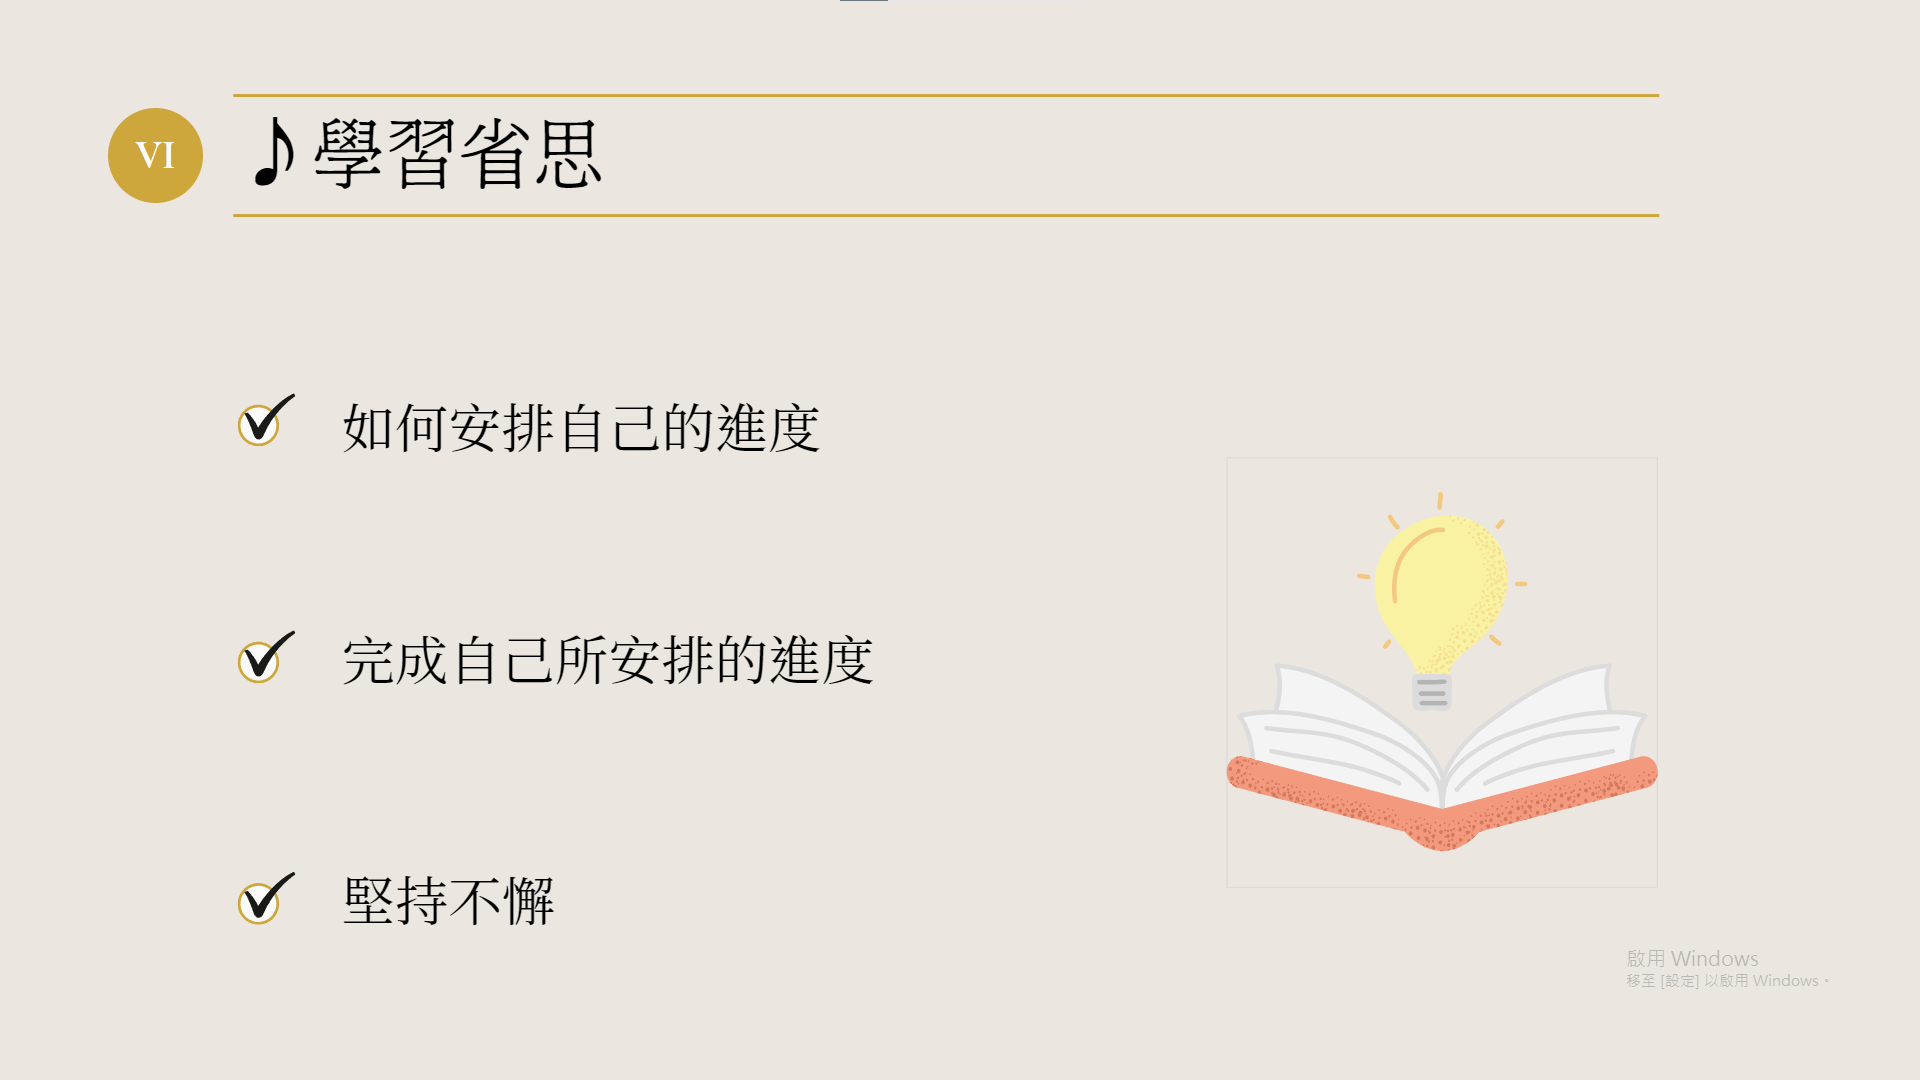 VI
♪學習省思
如何安排自己的進度
完成自己所安排的進度
堅持不懈
啟用 Windows
移至 [設定] 以啟用 Windows。